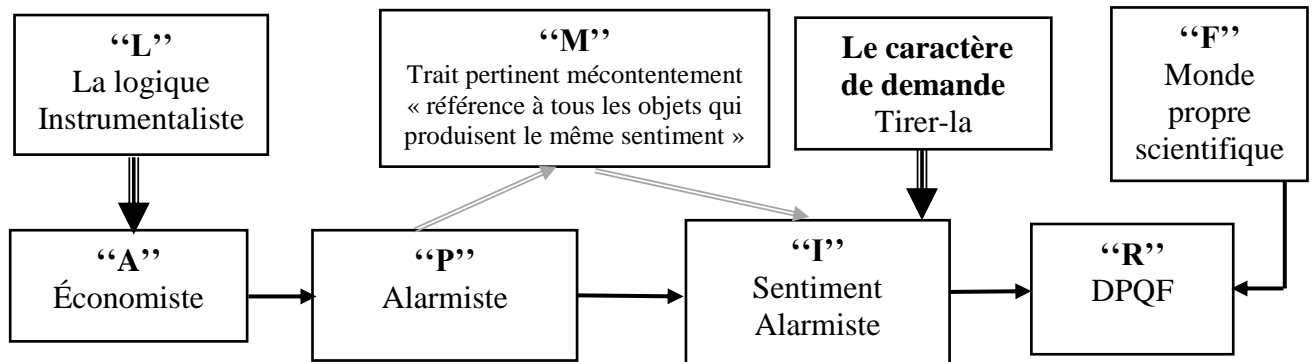 ‘‘L’’
La logique
Instrumentaliste
‘‘M’’
Trait pertinent mécontentement
« référence à tous les objets qui
produisent le même sentiment »
Le caractère
de demande
Tirer-la
‘‘F’’
Monde
propre
scientifique
‘‘A’’
Économiste
‘‘P’’
Alarmiste
‘‘I’’
Sentiment
Alarmiste
‘‘R’’
DPQF